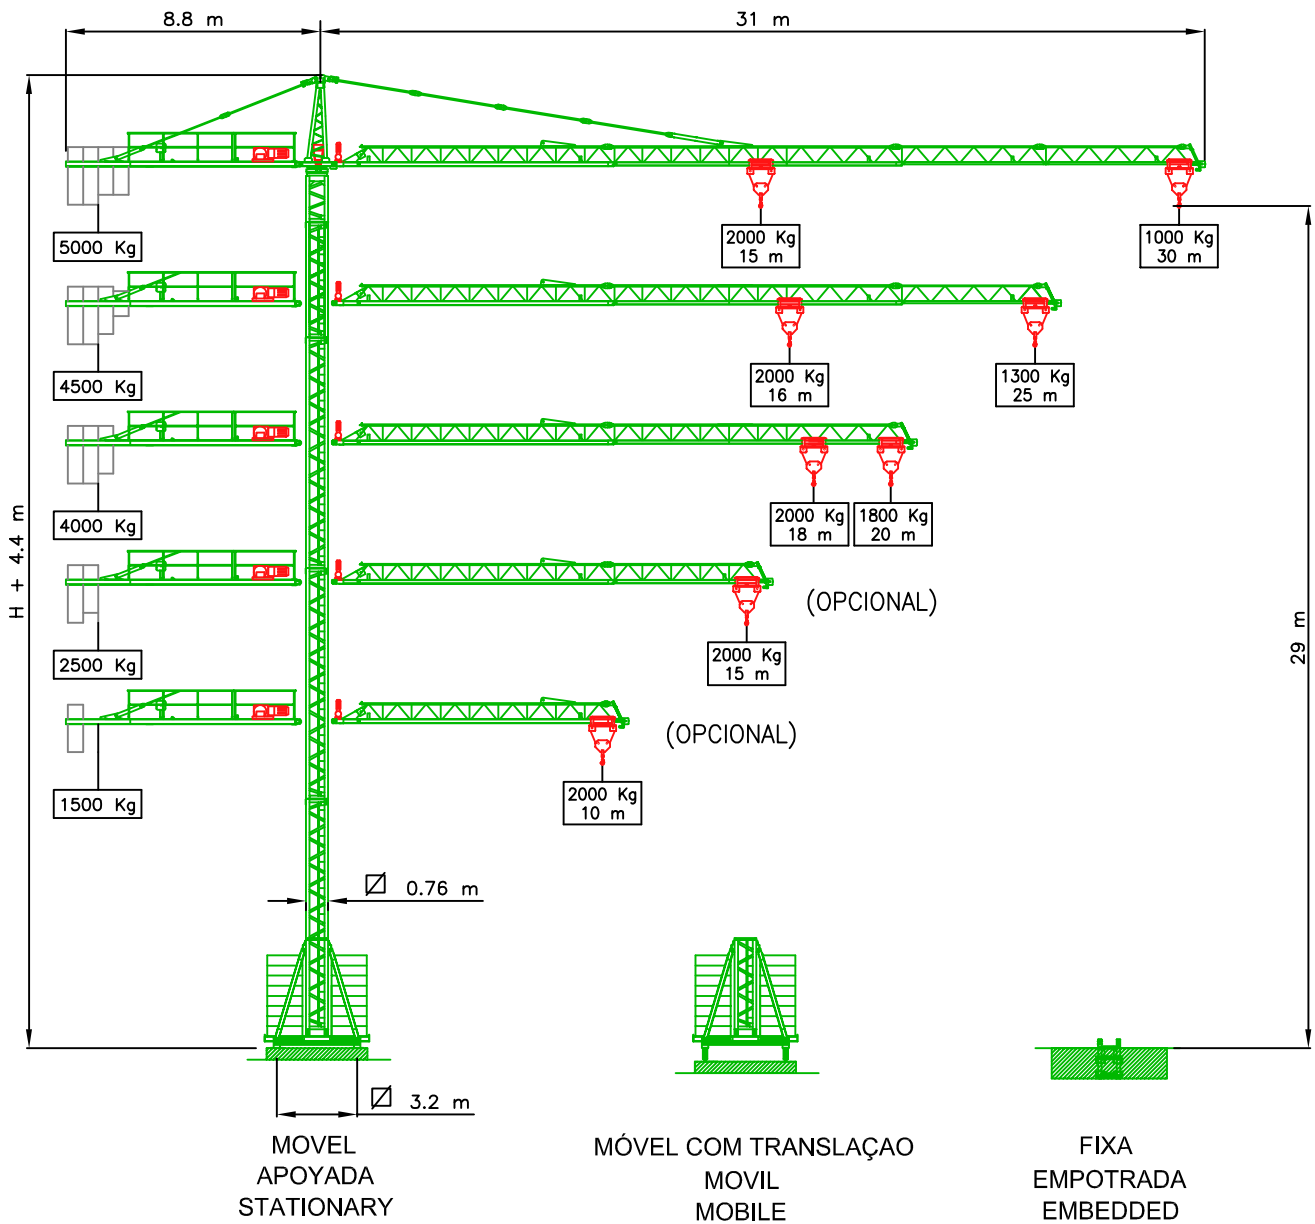 8.8 m
31 m
5000 Kg
2000 Kg
15 m
1000 Kg
30 m
4500 Kg
2000 Kg
16 m
1300 Kg
25 m
4000 Kg
2000 Kg
18 m
1800 Kg
20 m
H + 4.4 m
29 m
2500 Kg
2000 Kg
15 m
(OPCIONAL)
1500 Kg
2000 Kg
10 m
(OPCIONAL)
0.76 m
3.2 m
MOVEL
APOYADA
STATIONARY
MÓVEL COM TRANSLAÇAO
MOVIL
MOBILE
FIXA
EMPOTRADA
EMBEDDED